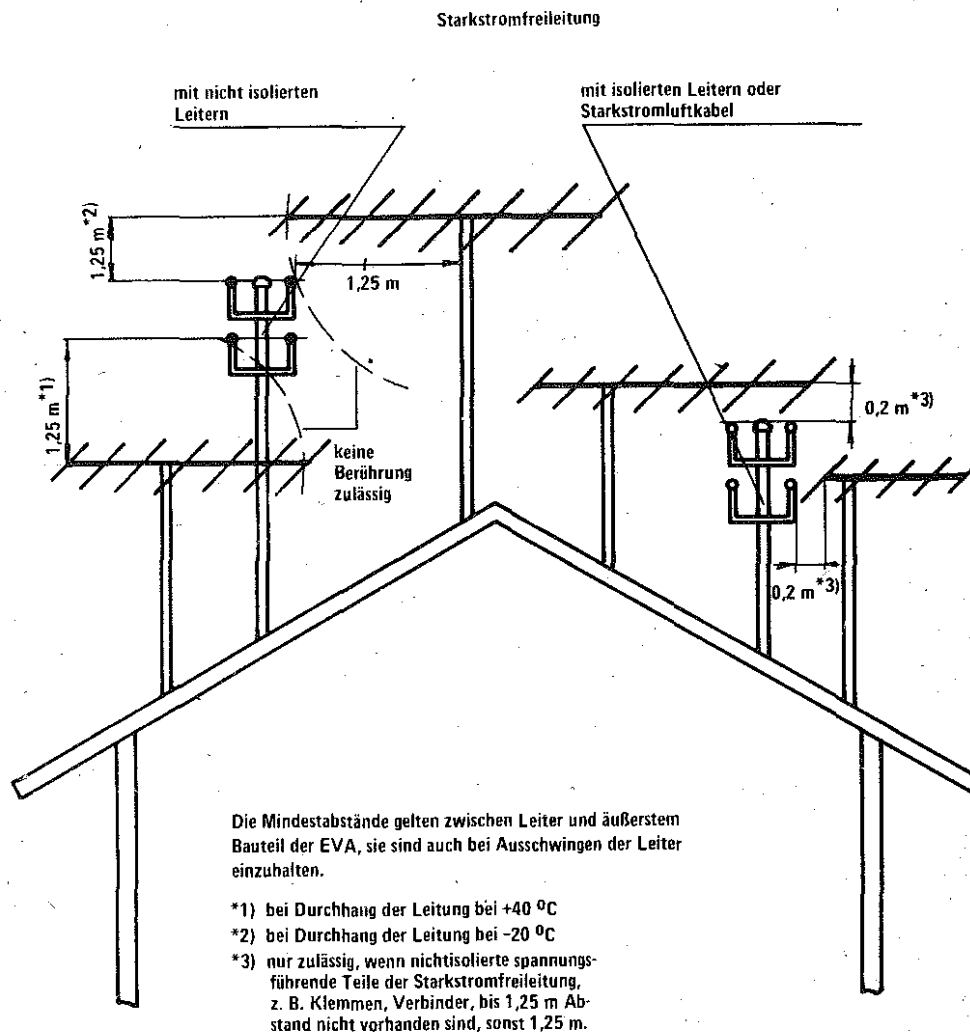 Starkstromfreileitung
mit nicht isolierten
Leitern
mit isolierten Leitern oder
Starkstromluftkabel
1,25 m *2)
1,25 m
1,25 m *1)
0,2 m*3)
keine
Berührung
zulässig
0,2 m*3)
Die Mindestabstände gelten zwischen Leiter und äußerstem
Bauteil der EVA, sie sind auch bei Ausschwingen der Leiter
einzuhalten.
*1) bei Durchhang der Leitung bei +40 °C
*2) bei Durchhang der Leitung bei -20 °C
*3) nur zulässig, wenn nichtisolierte spannungs-
führende Teile der Starkstromfreileitung,
z. B. Klemmen, Verbinder, bis 1,25 m Ab-
stand nicht vorhanden sind, sonst 1,25 m.